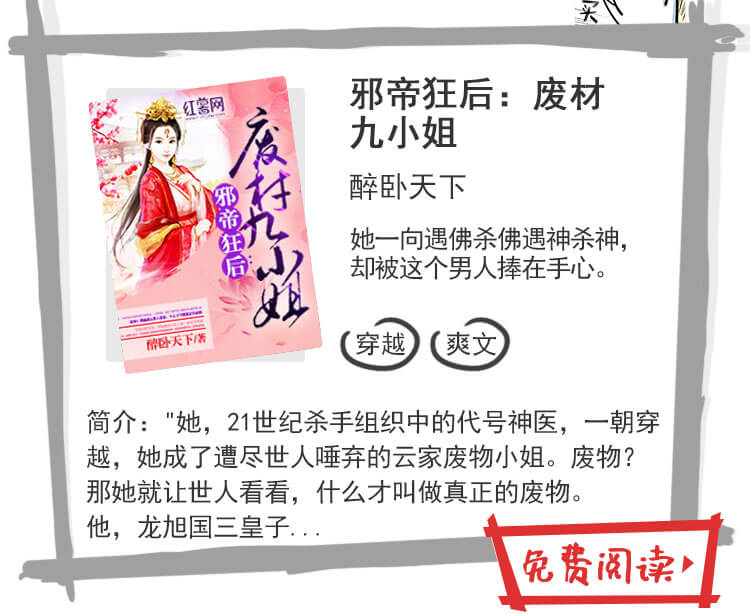 买
红薯网
废材九小姐
邪帝狂后
醉卧天下/著
邪帝狂后：废材
九小姐
醉卧天下
她一向遇佛杀佛遇神杀神，
却被这个男人捧在手心。
穿越 爽文
简介："她，21世纪杀手组织中的代号神医，一朝穿
越，她成了遭尽世人唾弃的云家废物小姐。废物？
那她就让世人看看，什么才叫做真正的废物。
他，龙旭国三皇子...
免费阅读